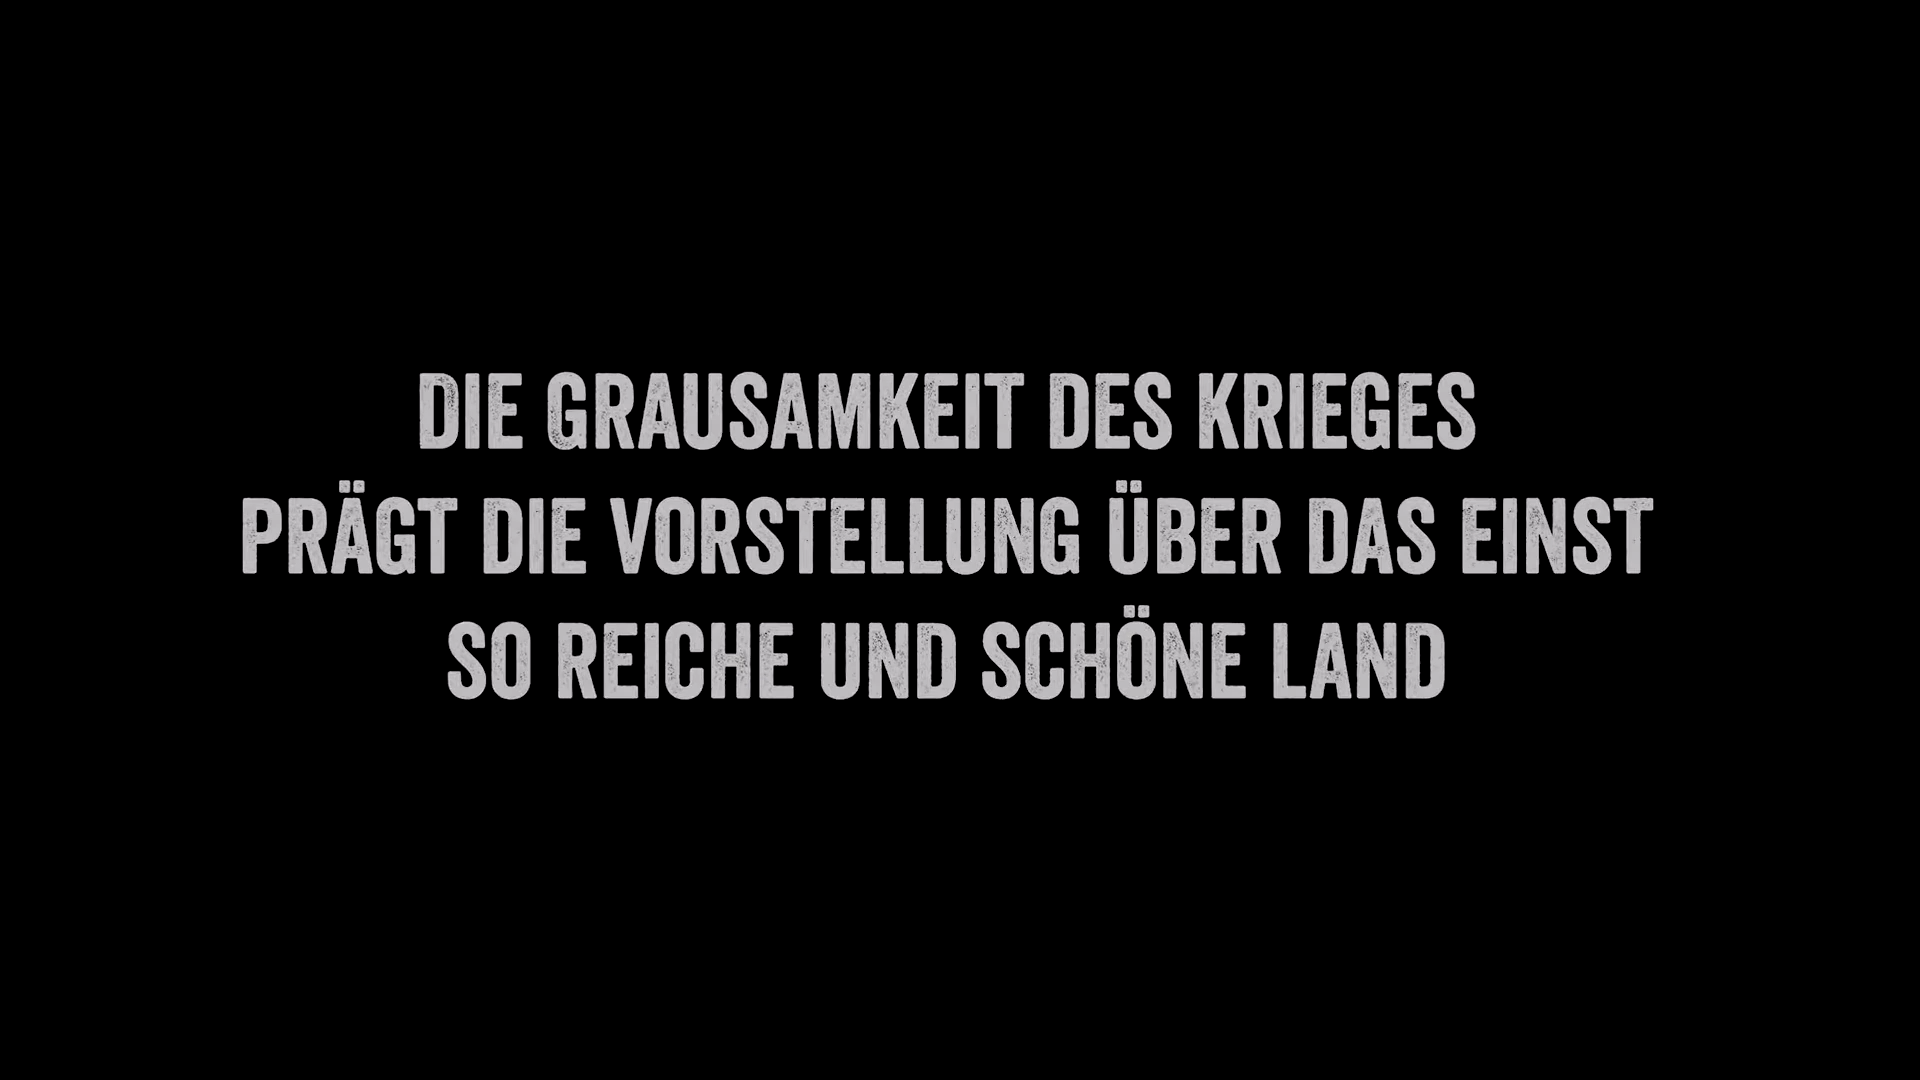 DIE GRAUSAMKEIT DES KRIEGES
PRÄGT DIE VORSTELLUNG ÜBER DAS EINST
SO REICHE UND SCHÖNE LAND